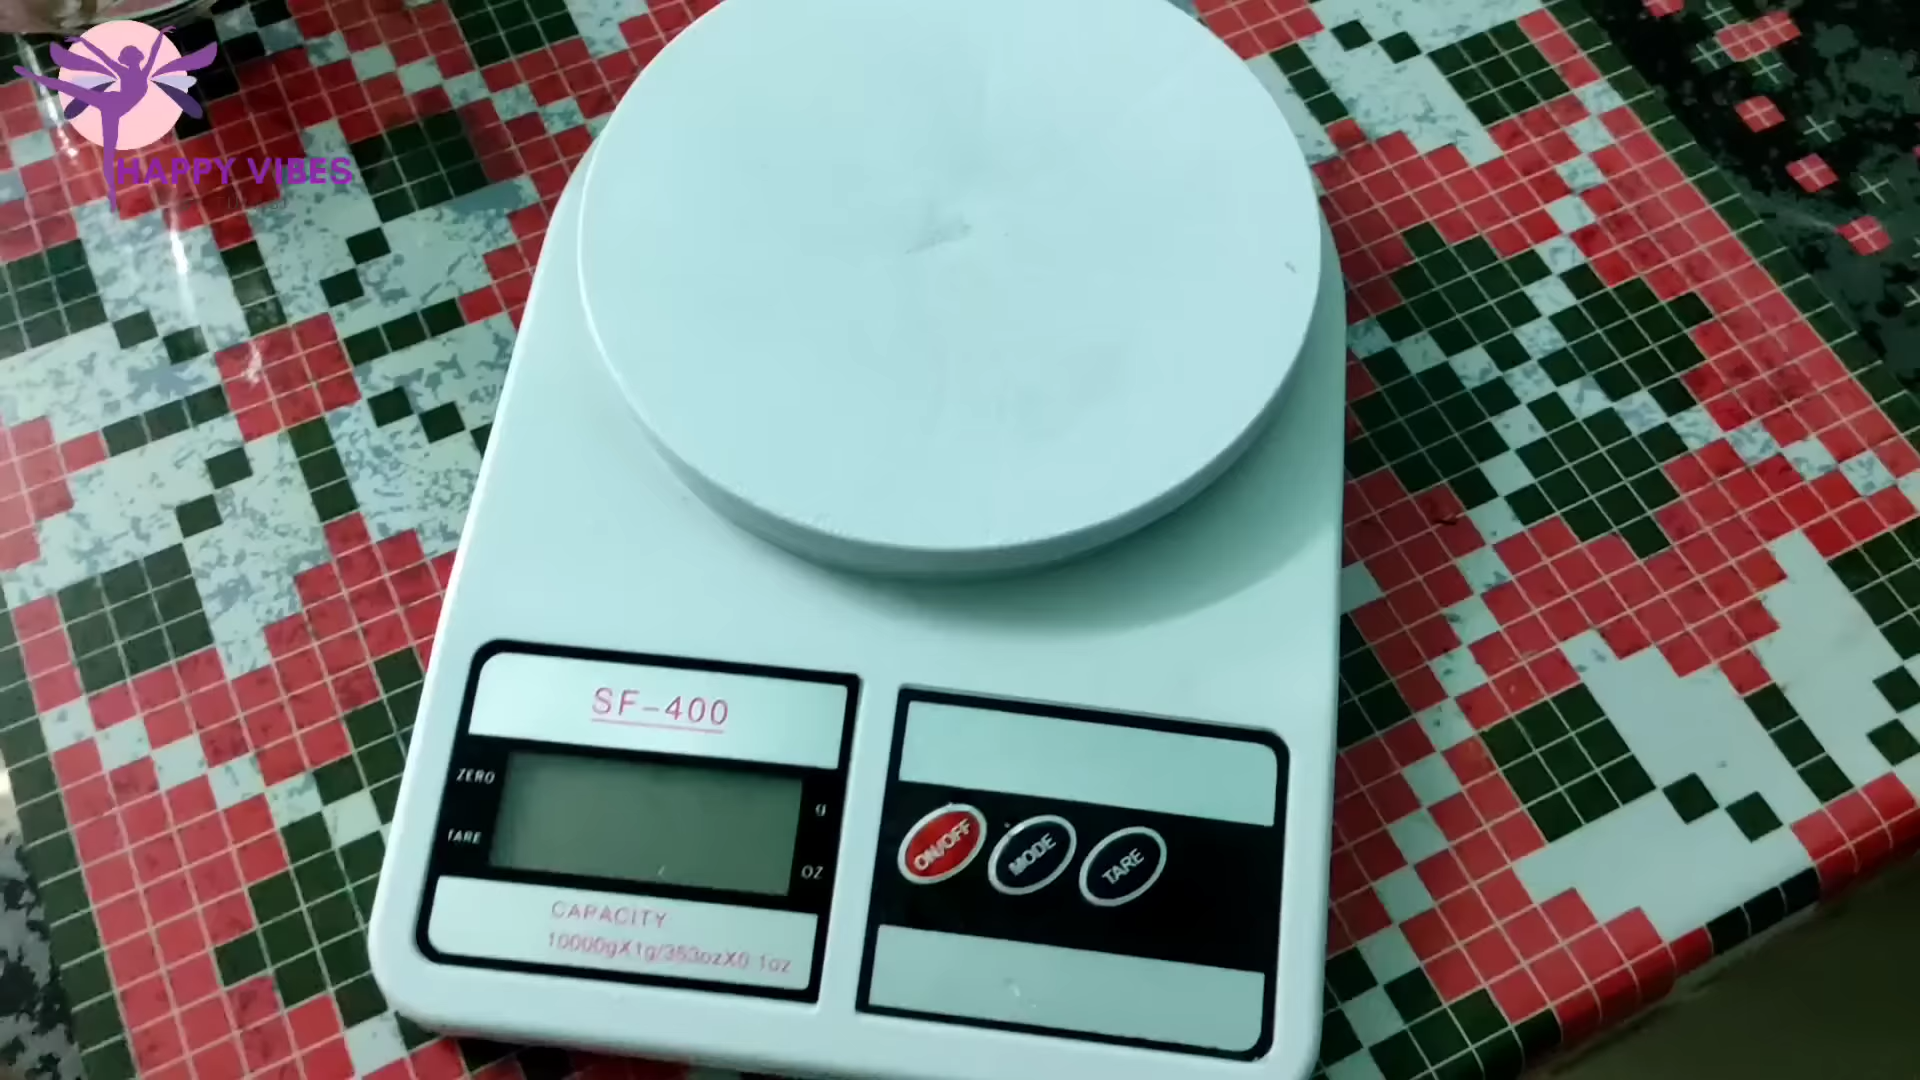 HAPPY VIBES
SF-400
ZERO
g
TARE
OZ
CAPACITY
10000gX1g/353ozX0.1oz
ON/OFF
MODE
TARE